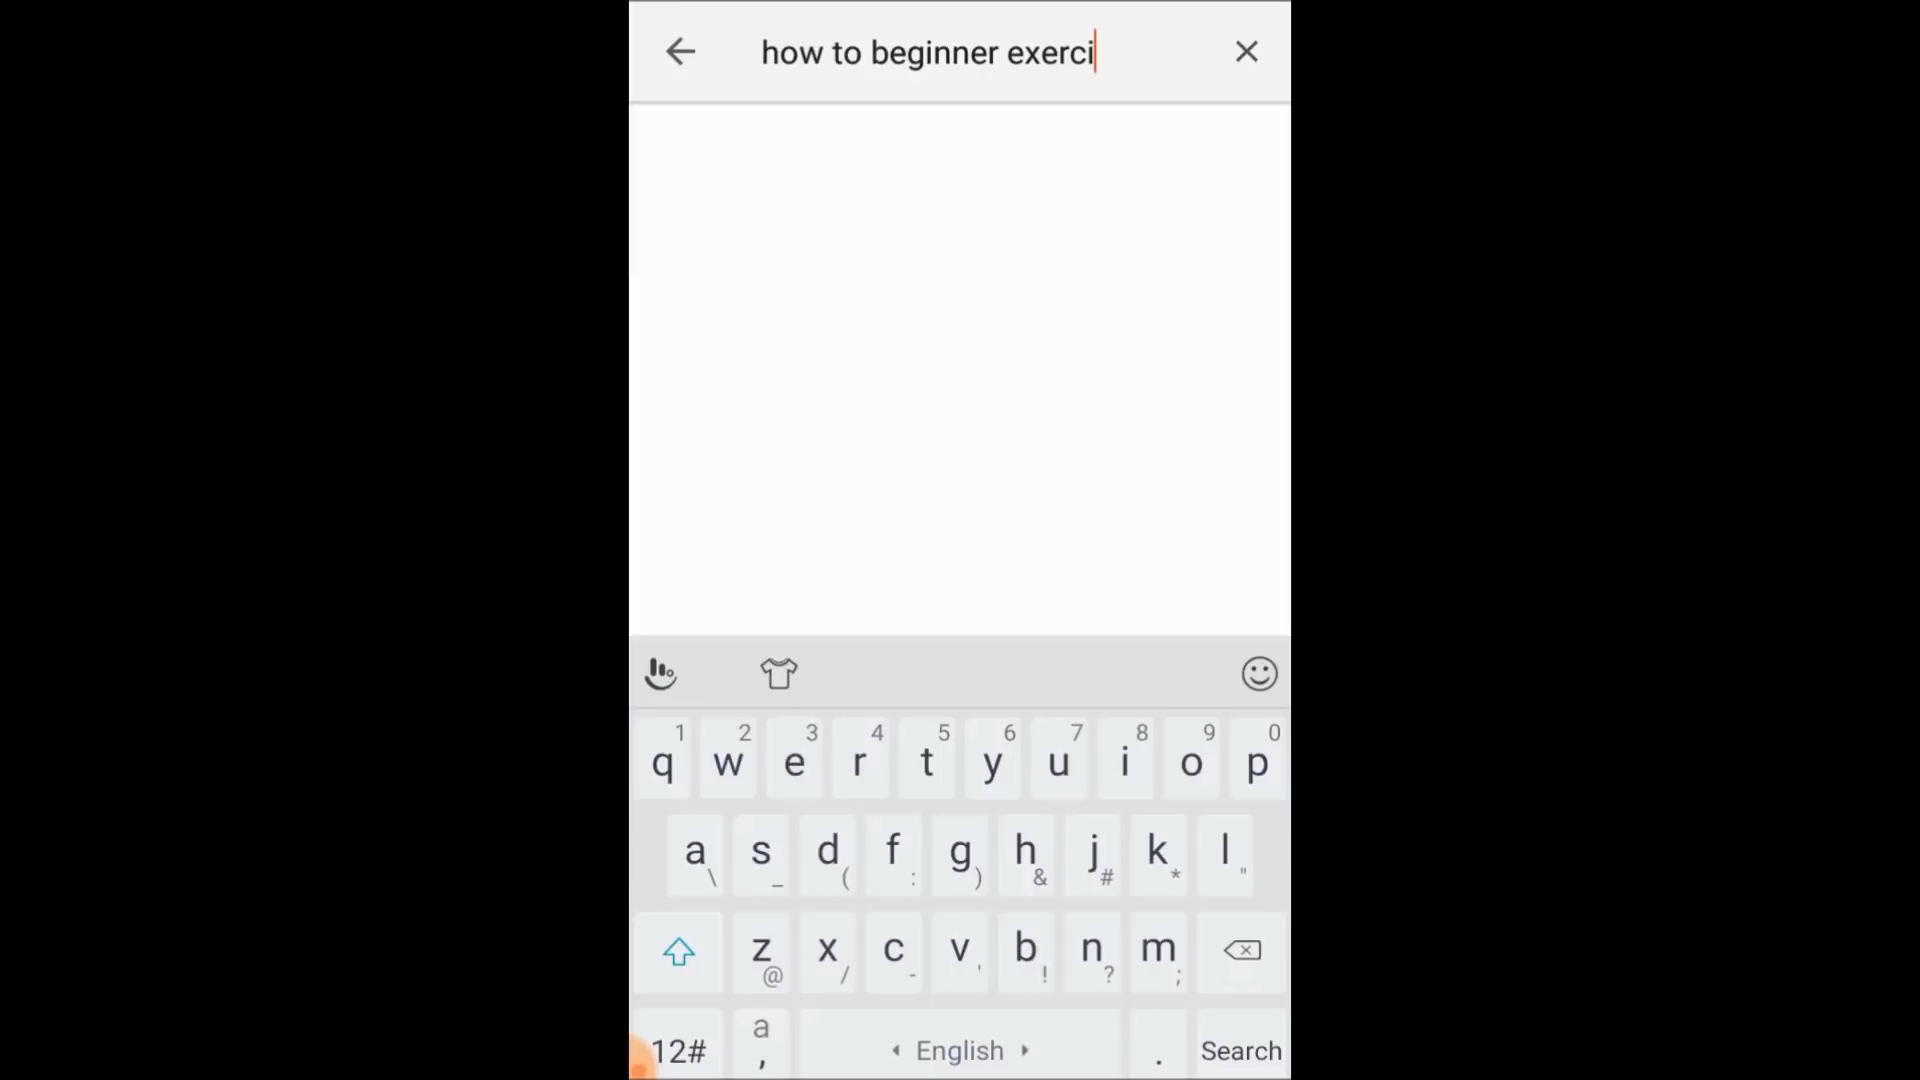 how to beginner exerci
1 2 3 4 5 6 7 8 9 0
q w e r t y u i o p
a s d f g h j k l
\ _ ( : ) & # * "
z x c v b n m
@ / - ' ! ? ;
12# a , English . Search